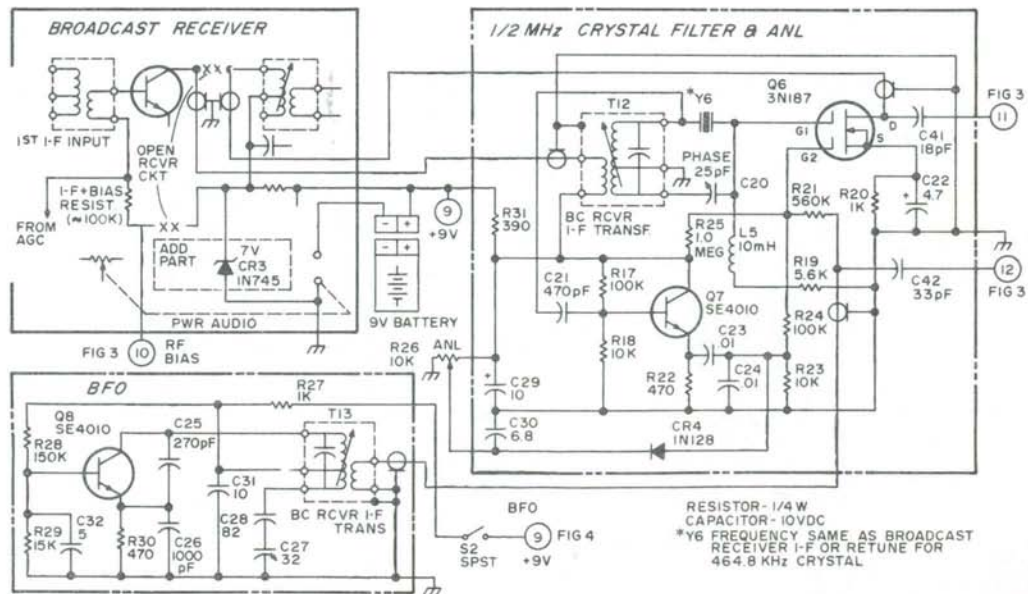 BROADCAST RECEIVER
XX
1ST I-F INPUT
OPEN
RCVR
CKT
I-F+BIAS
RESIST
(≈100K)
FROM
AGC
XX
ADD
PART
7V
CR3
1N745
PWR AUDIO
9
+9V
9V BATTERY
FIG 3
10
RF
BIAS
1/2 MHz CRYSTAL FILTER & ANL
T12
*Y6
Q6
3N187
G1
G2
D
S
FIG 3
11
C41
18pF
PHASE
25pF
C20
BC RCVR
I-F TRANSF.
R31
390
R25
1.0
MEG
L5
10mH
R21
560K
R20
1K
C22
4.7
R19
5.6K
C42
33pF
12
FIG 3
C21
470pF
R17
100K
Q7
SE4010
R24
100K
R26
10K
ANL
R18
10K
C23
.01
C24
.01
R22
470
R23
10K
C29
10
C30
6.8
CR4
1N128
BFO
Q8
SE4010
R28
150K
C25
270pF
R27
1K
T13
C31
10
BC RCVR I-F
TRANS
C28
82
C27
32
R29
15K
C32
5
R30
470
C26
1000
pF
BFO
S2
SPST
9
FIG 4
+9V
RESISTOR-1/4 W
CAPACITOR-10VDC
*Y6 FREQUENCY SAME AS BROADCAST
RECEIVER I-F OR RETUNE FOR
464.8 KHz CRYSTAL